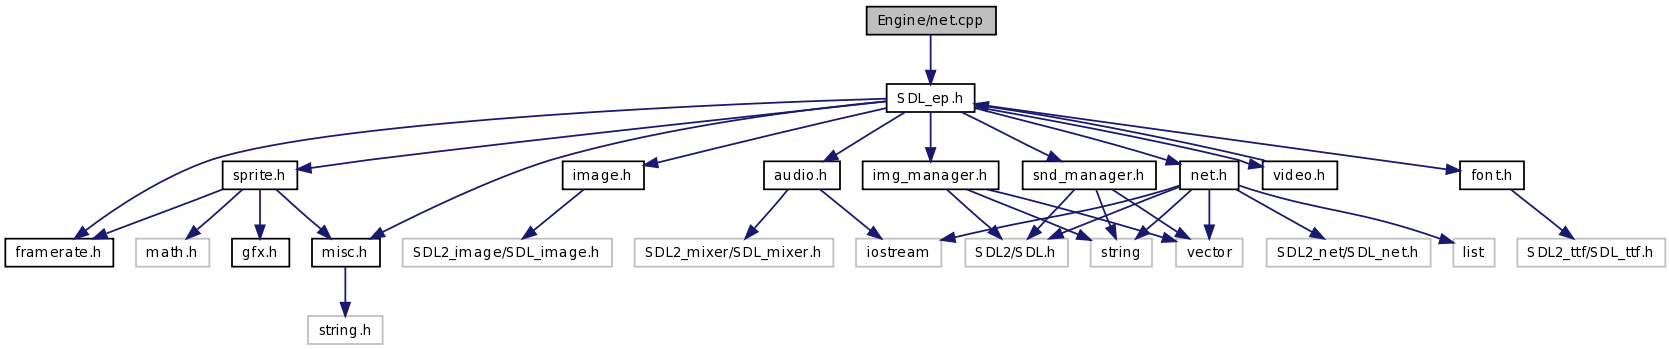 Engine/net.cpp
SDL_ep.h
sprite.h
image.h
audio.h
img_manager.h
snd_manager.h
net.h
video.h
font.h
framerate.h
math.h
gfx.h
misc.h
SDL2_image/SDL_image.h
SDL2_mixer/SDL_mixer.h
iostream
SDL2/SDL.h
string
vector
SDL2_net/SDL_net.h
list
SDL2_ttf/SDL_ttf.h
string.h